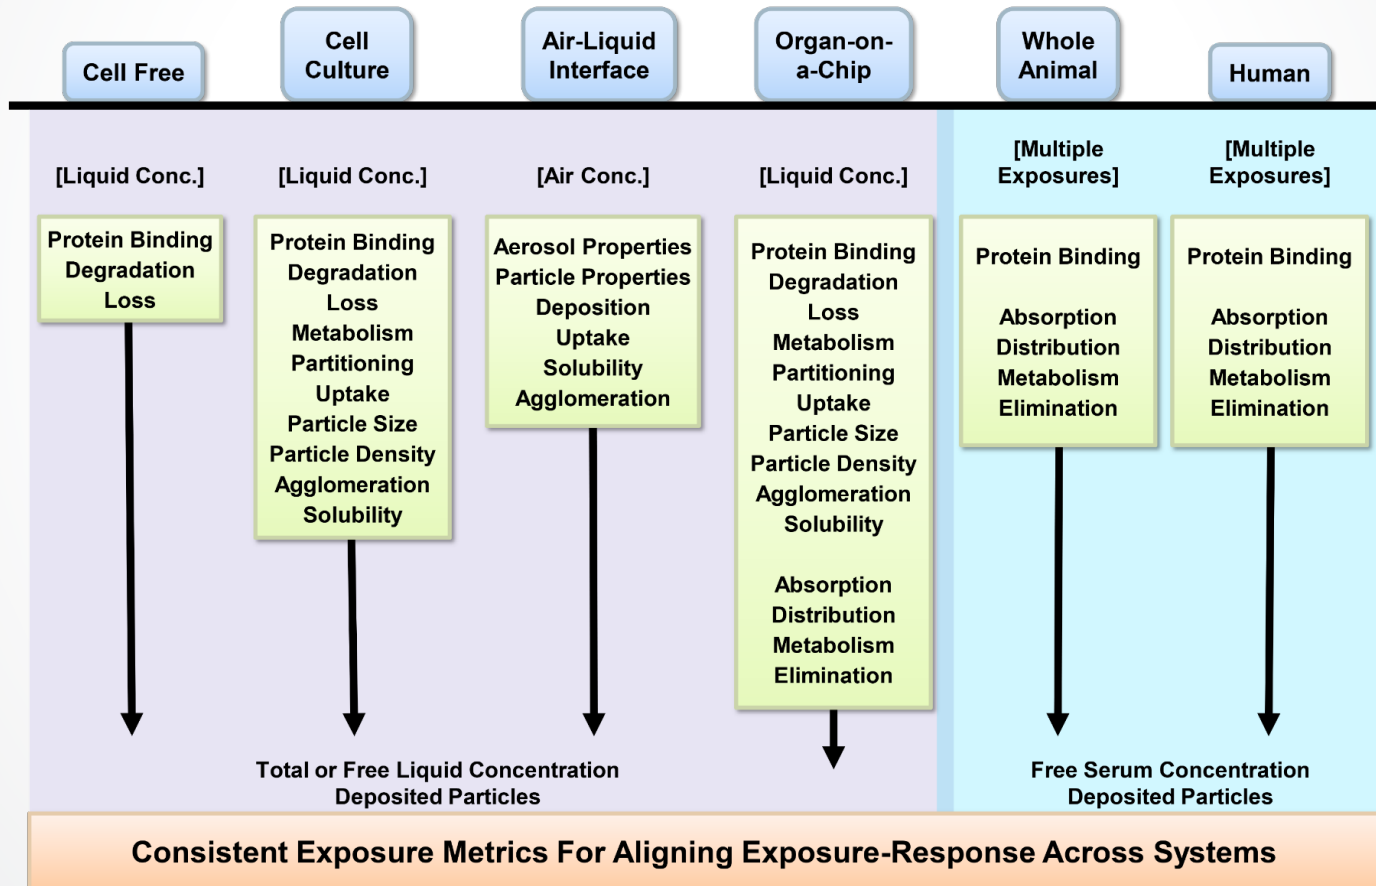 Cell Free
Cell
Culture
Air-Liquid
Interface
Organ-on-
a-Chip
Whole
Animal
Human
[Liquid Conc.]
[Liquid Conc.]
[Air Conc.]
[Liquid Conc.]
[Multiple
Exposures]
[Multiple
Exposures]
Protein Binding
Degradation
Loss
Protein Binding
Degradation
Loss
Metabolism
Partitioning
Uptake
Particle Size
Particle Density
Agglomeration
Solubility
Aerosol Properties
Particle Properties
Deposition
Uptake
Solubility
Agglomeration
Protein Binding
Degradation
Loss
Metabolism
Partitioning
Uptake
Particle Size
Particle Density
Agglomeration
Solubility
Absorption
Distribution
Metabolism
Elimination
Protein Binding
Absorption
Distribution
Metabolism
Elimination
Protein Binding
Absorption
Distribution
Metabolism
Elimination
Total or Free Liquid Concentration
Deposited Particles
Free Serum Concentration
Deposited Particles
Consistent Exposure Metrics For Aligning Exposure-Response Across Systems